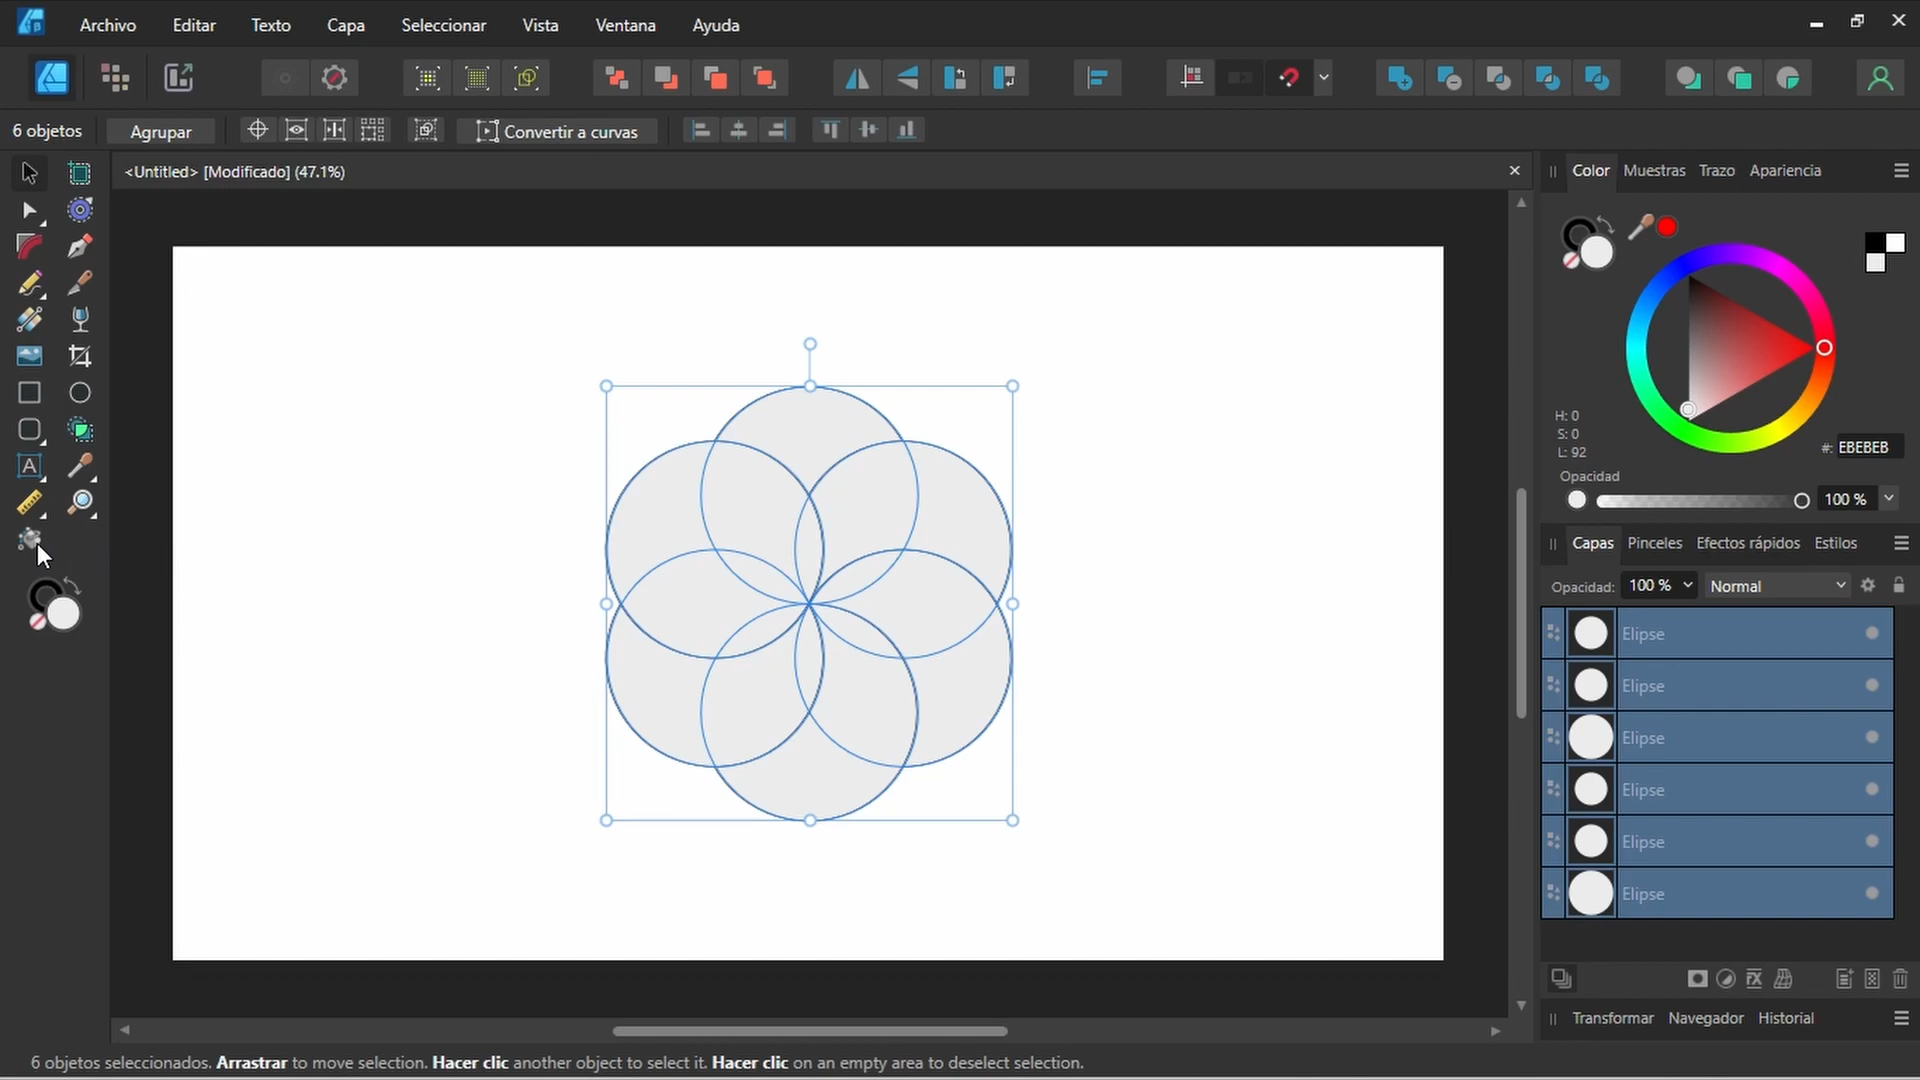 Archivo Editar Texto Capa Seleccionar Vista Ventana Ayuda
6 objetos Agrupar Convertir a curvas
<Untitled> [Modificado] (47.1%)
Color Muestras Trazo Apariencia
H: 0
S: 0
L: 92
#: EBEBEB
Opacidad
100 %
Capas Pinceles Efectos rápidos Estilos
Opacidad: 100 % Normal
Elipse
Elipse
Elipse
Elipse
Elipse
Elipse
Transformar Navegador Historial
6 objetos seleccionados. Arrastrar to move selection. Hacer clic another object to select it. Hacer clic on an empty area to deselect selection.